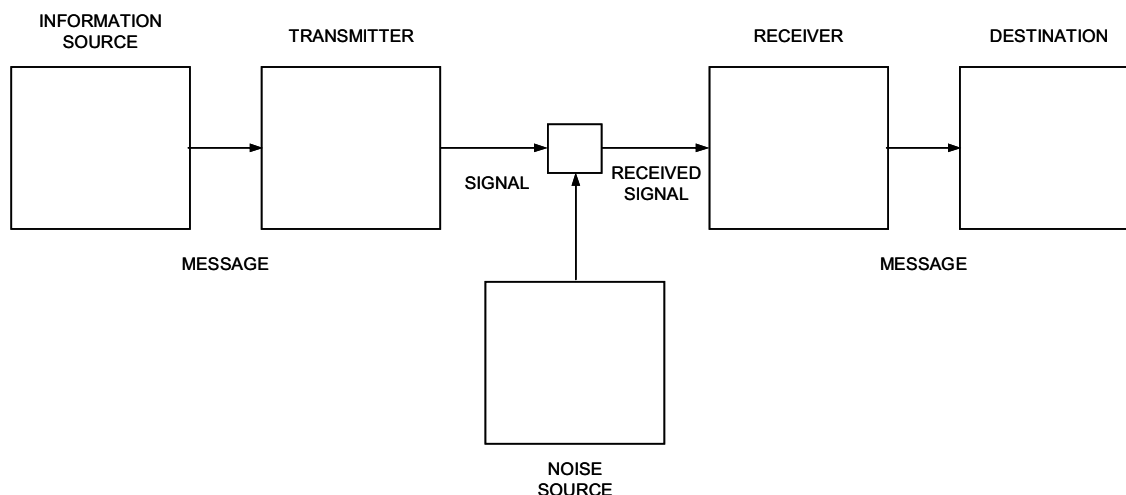 INFORMATION
SOURCE
TRANSMITTER
RECEIVER
DESTINATION
SIGNAL
RECEIVED
SIGNAL
MESSAGE
MESSAGE
NOISE
SOURCE